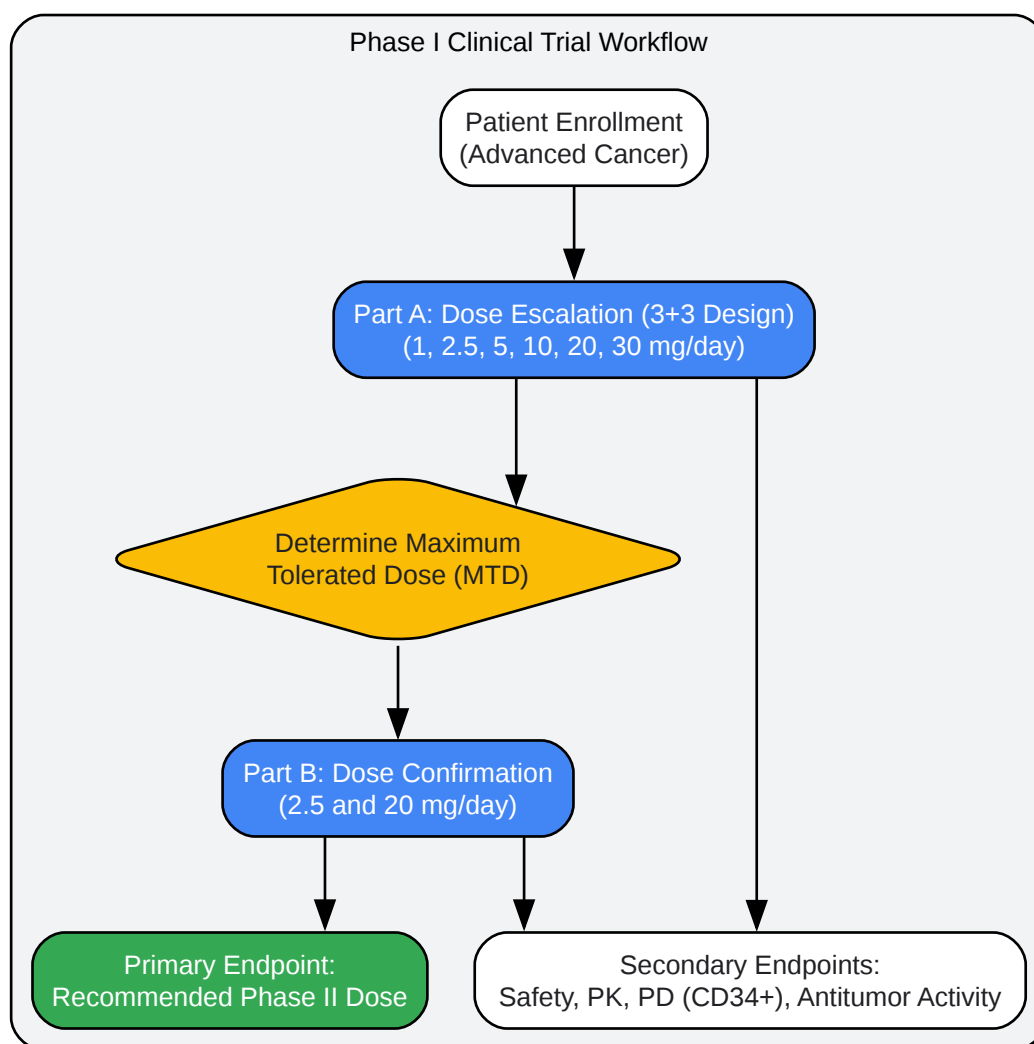 Phase I Clinical Trial Workflow
Patient Enrollment
(Advanced Cancer)
Part A: Dose Escalation (3+3 Design)
(1, 2.5, 5, 10, 20, 30 mg/day)
Determine Maximum
Tolerated Dose (MTD)
Part B: Dose Confirmation
(2.5 and 20 mg/day)
Primary Endpoint:
Recommended Phase II Dose
Secondary Endpoints:
Safety, PK, PD (CD34+), Antitumor Activity